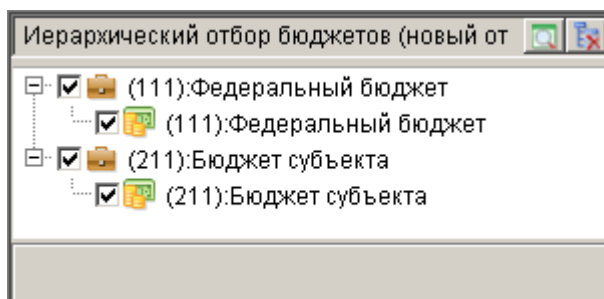 Иерархический отбор бюджетов (новый от
(111):Федеральный бюджет
(111):Федеральный бюджет
(211):Бюджет субъекта
(211):Бюджет субъекта